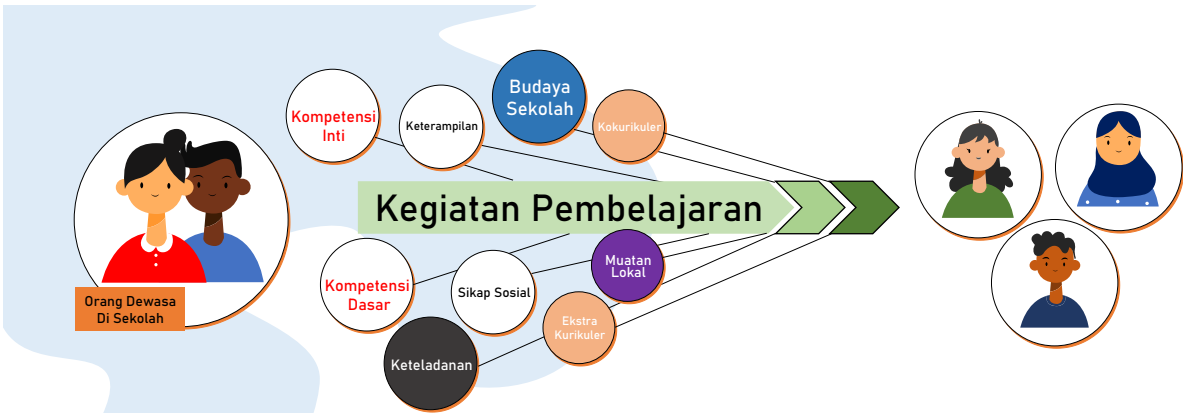 Budaya
Sekolah
Kompetensi
Inti
Keterampilan
Kokurikuler
Kegiatan Pembelajaran
Orang Dewasa
Di Sekolah
Kompetensi
Dasar
Sikap Sosial
Muatan
Lokal
Ekstra
Kurikuler
Keteladanan